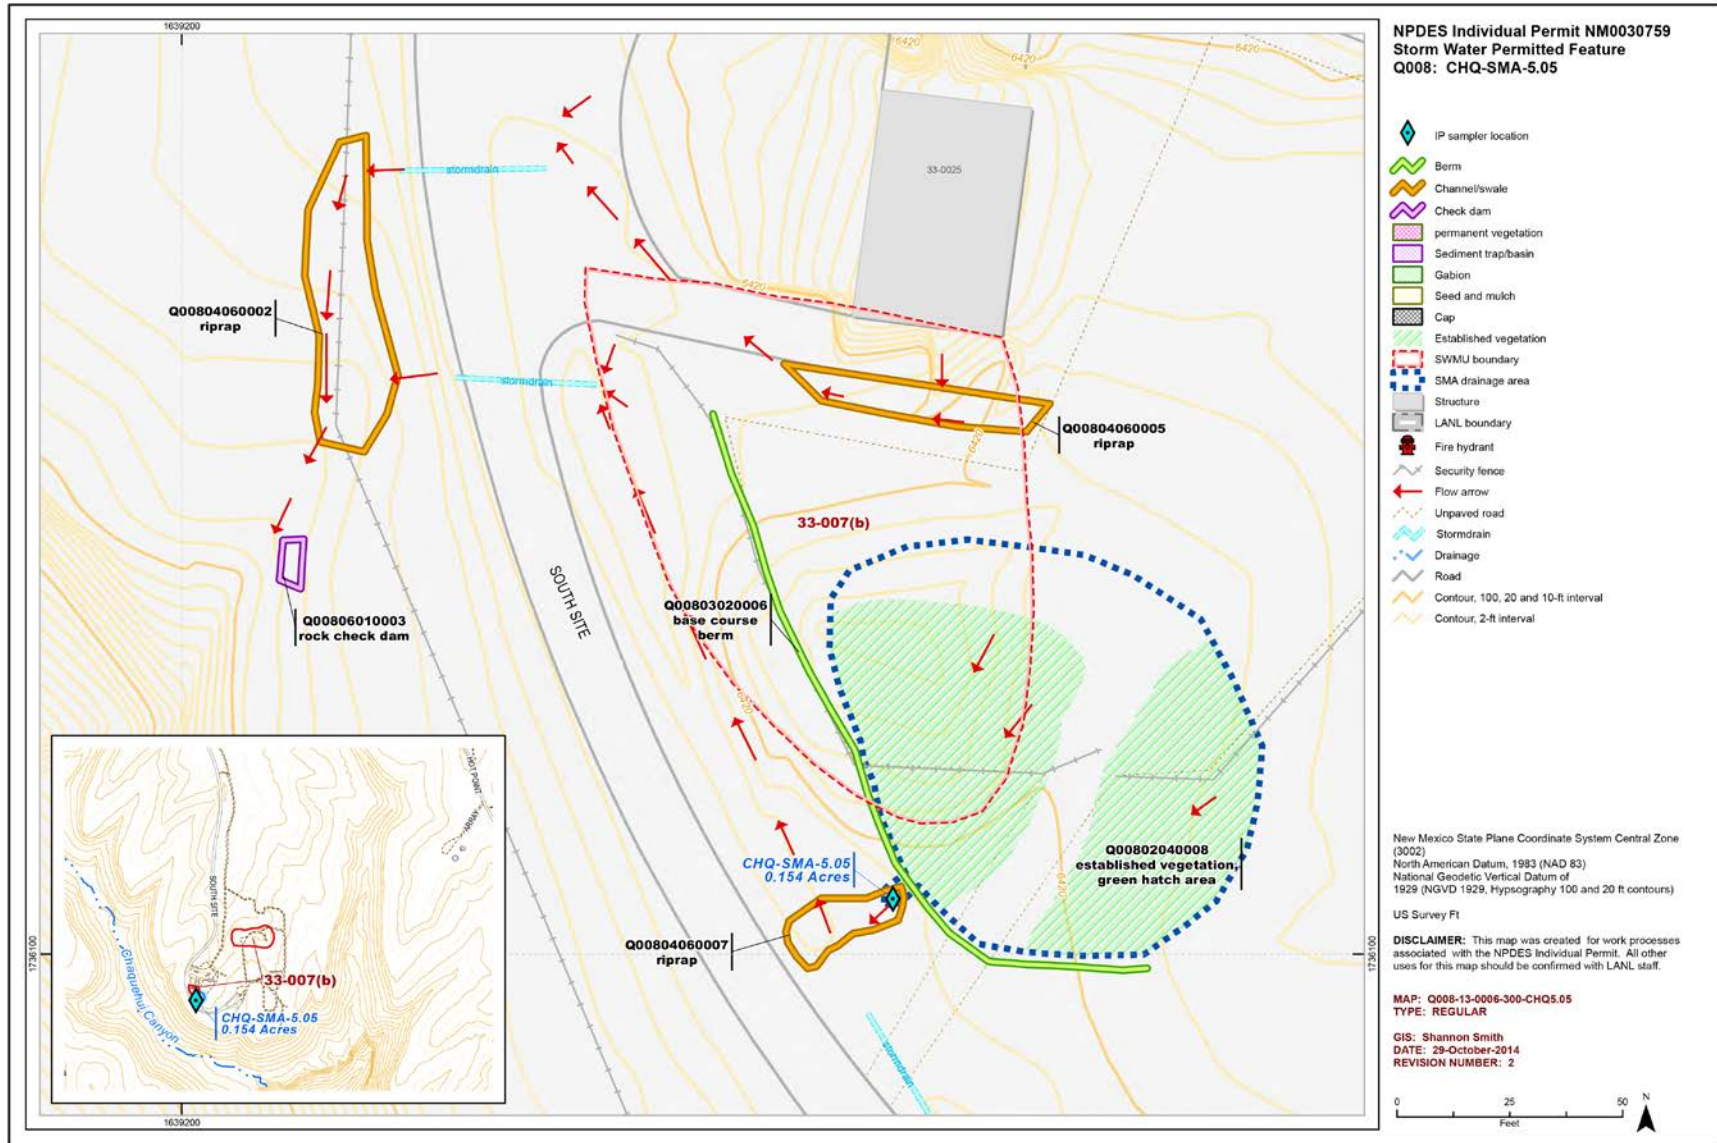 1639200
NPDES Individual Permit NM0030759
Storm Water Permitted Feature
Q008: CHQ-SMA-5.05
IP sampler location
Berm
Channel/swale
Check dam
permanent vegetation
Sediment trap/basin
Gabion
Seed and mulch
Cap
Established vegetation
SWMU boundary
SMA drainage area
Structure
LANL boundary
Fire hydrant
Security fence
Flow arrow
Unpaved road
Stormdrain
Drainage
Road
Contour, 100, 20 and 10-ft interval
Contour, 2-ft interval
6420
6420
6420
33-0025
stormdrain
6420
Q00804060002
riprap
stormdrain
Q00804060005
riprap
6420
33-007(b)
SOUTH SITE
Q00803020006
base course
berm
Q00806010003
rock check dam
6420
CHQ-SMA-5.05
0.154 Acres
Q00802040008
established vegetation,
green hatch area
6420
Q00804060007
riprap
stormdrain
HOT POINT
ARRAY
SOUTH SITE
Chaquehui Canyon
33-007(b)
CHQ-SMA-5.05
0.154 Acres
1736100
1736100
1639200
New Mexico State Plane Coordinate System Central Zone
(3002)
North American Datum, 1983 (NAD 83)
National Geodetic Vertical Datum of
1929 (NGVD 1929, Hypsography 100 and 20 ft contours)
US Survey Ft
DISCLAIMER: This map was created for work processes
associated with the NPDES Individual Permit. All other
uses for this map should be confirmed with LANL staff.
MAP: Q008-13-0006-300-CHQ5.05
TYPE: REGULAR
GIS: Shannon Smith
DATE: 29-October-2014
REVISION NUMBER: 2
0 25 50
Feet
N